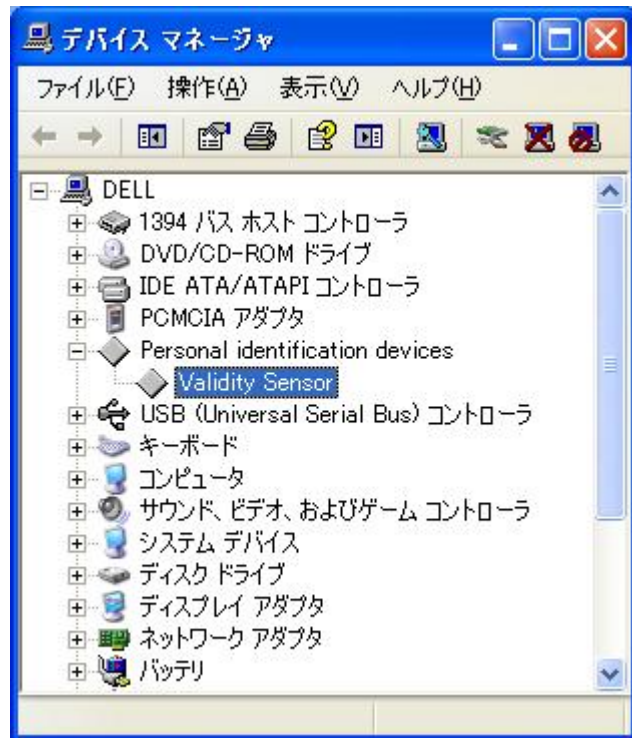 デバイス マネージャ
ファイル(F) 操作(A) 表示(V) ヘルプ(H)
DELL
1394 バス ホスト コントローラ
DVD/CD-ROM ドライブ
IDE ATA/ATAPI コントローラ
PCMCIA アダプタ
Personal identification devices
Validity Sensor
USB (Universal Serial Bus) コントローラ
キーボード
コンピュータ
サウンド、ビデオ、およびゲーム コントローラ
システム デバイス
ディスク ドライブ
ディスプレイ アダプタ
ネットワーク アダプタ
バッテリ